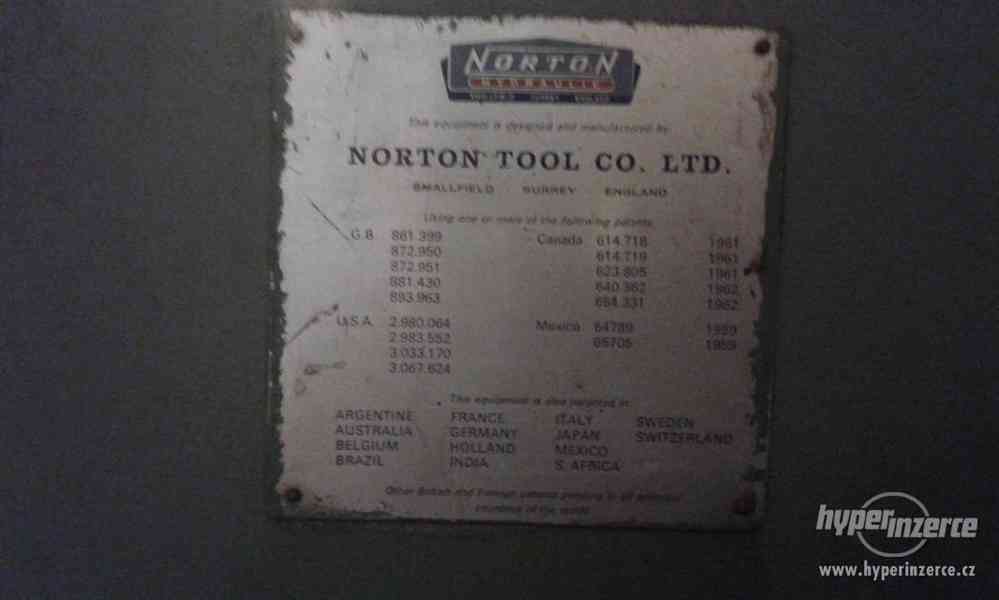 NORTON
HYDRAULIC
SMALLFIELD SURREY ENGLAND
This equipment is designed and manufactured by
NORTON TOOL CO. LTD.
SMALLFIELD SURREY ENGLAND
Using one or more of the following patents
G.B. 861.399 Canada 614.718 1961
872.950 614.719 1961
872.951 623.805 1961
881.430 640.362 1962
893.963 654.331 1962
U.S.A. 2.980.064 Mexico 64789 1959
2.983.552 65705 1959
3.033.170
3.067.624
This equipment is also patented in
ARGENTINE FRANCE ITALY SWEDEN
AUSTRALIA GERMANY JAPAN SWITZERLAND
BELGIUM HOLLAND MEXICO
BRAZIL INDIA S. AFRICA
Other British and Foreign patents pending in all
countries of the world
hyperinzerce
www.hyperinzerce.cz